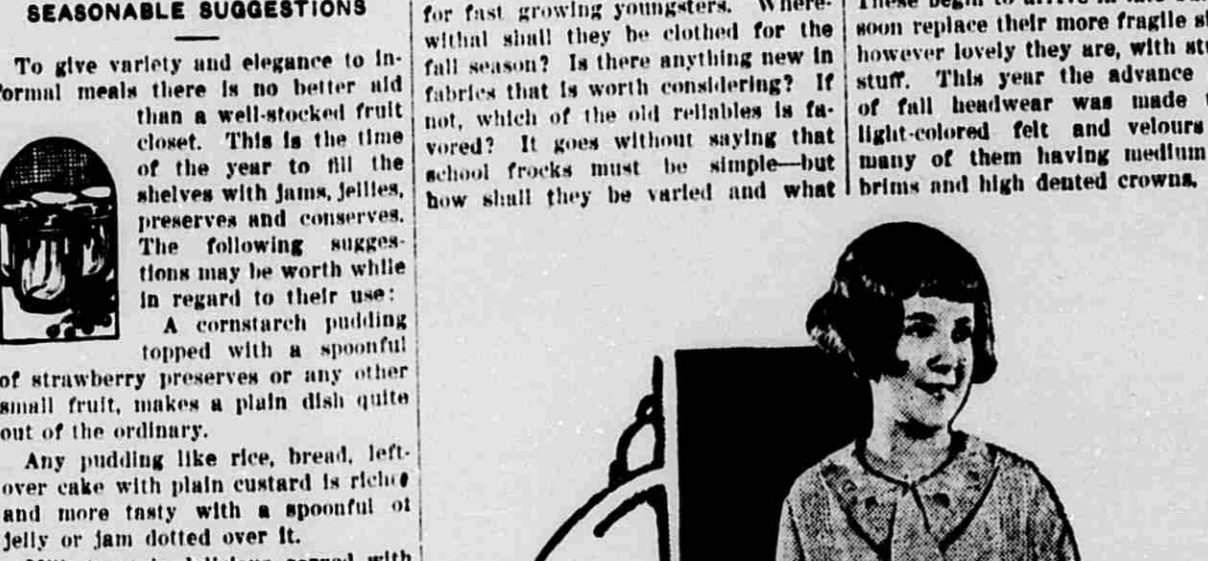 SEASONABLE SUGGESTIONS
To give variety and elegance to in-
formal meals there is no better aid
than a well-stocked fruit
closet. This is the time
of the year to fill the
shelves with jams, jellies,
preserves and conserves.
The following sugges-
tions may be worth while
in regard to their use:
A cornstarch pudding
topped with a spoonful
of strawberry preserves or any other
small fruit, makes a plain dish quite
out of the ordinary.
Any pudding like rice, bread, left-
over cake with plain custard is richer
and more tasty with a spoonful of
jelly or jam dotted over it.
delicious served with
for fast growing youngsters. Where-
withal shall they be clothed for the
fall season? Is there anything new in
fabrics that is worth considering? If
not, which of the old reliables is fa-
vored? It goes without saying that
school frocks must be simple—but
how shall they be varied and what
These begin to arrive in late
soon replace their more fragile
however lovely they are, with
stuff. This year the advance
of fall headwear was made
light-colored felt and velours
many of them having medium
brims and high dented crowns.